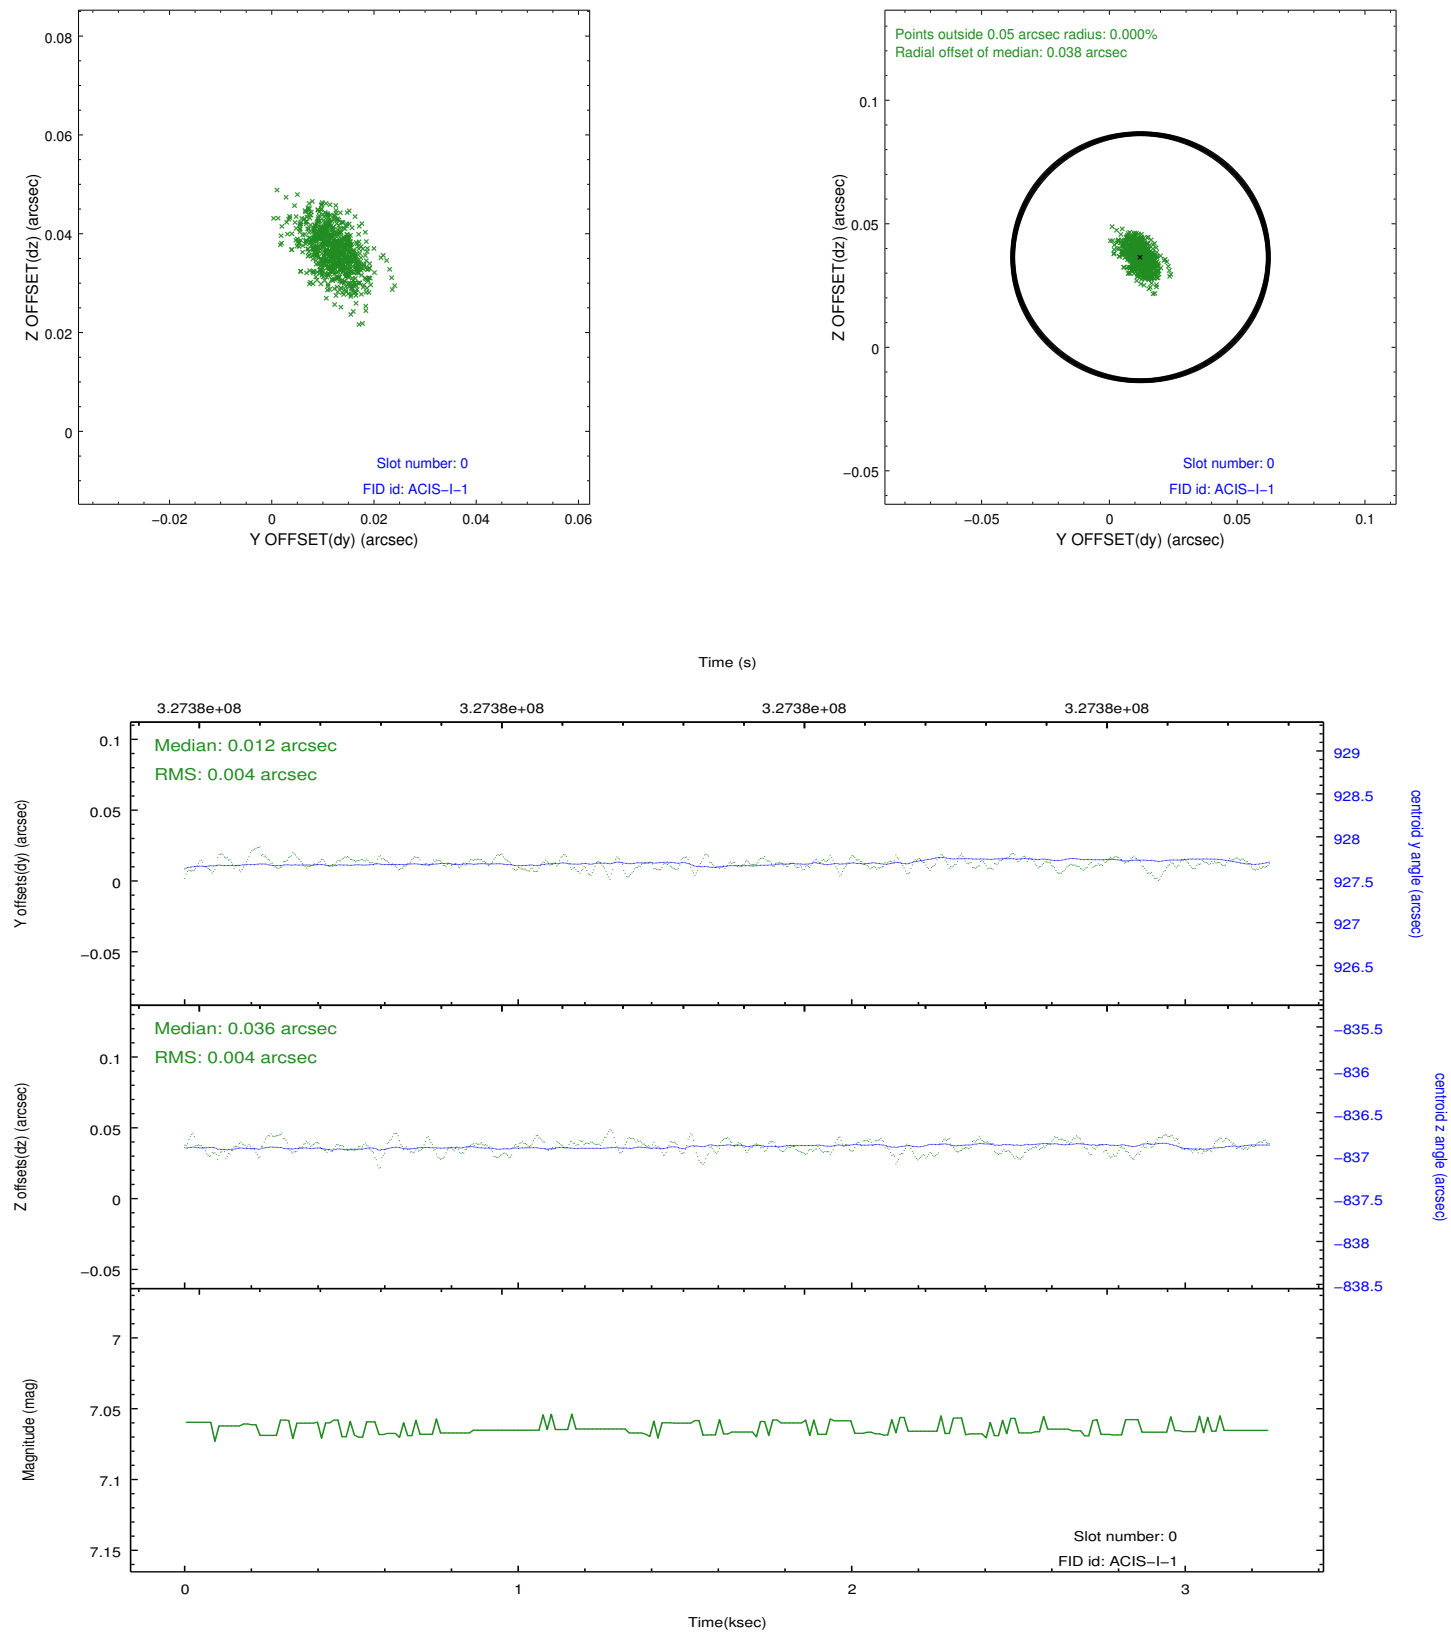 0.08
0.06
0.04
0.02
0
Z OFFSET(dz) (arcsec)
Slot number: 0
FID id: ACIS−I−1
−0.02 0 0.02 0.04 0.06
Y OFFSET(dy) (arcsec)
Points outside 0.05 arcsec radius: 0.000%
Radial offset of median: 0.038 arcsec
0.1
0.05
0
−0.05
Z OFFSET(dz) (arcsec)
Slot number: 0
FID id: ACIS−I−1
−0.05 0 0.05 0.1
Y OFFSET(dy) (arcsec)
Time (s)
3.2738e+08 3.2738e+08 3.2738e+08 3.2738e+08
Median: 0.012 arcsec
RMS: 0.004 arcsec
0.1
0.05
0
−0.05
Y offsets(dy) (arcsec)
929
928.5
928
927.5
927
926.5
centroid y angle (arcsec)
Median: 0.036 arcsec
RMS: 0.004 arcsec
0.1
0.05
0
−0.05
Z offsets(dz) (arcsec)
−835.5
−836
−836.5
−837
−837.5
−838
−838.5
centroid z angle (arcsec)
7
7.05
7.1
7.15
Magnitude (mag)
Slot number: 0
FID id: ACIS−I−1
0 1 2 3
Time(ksec)